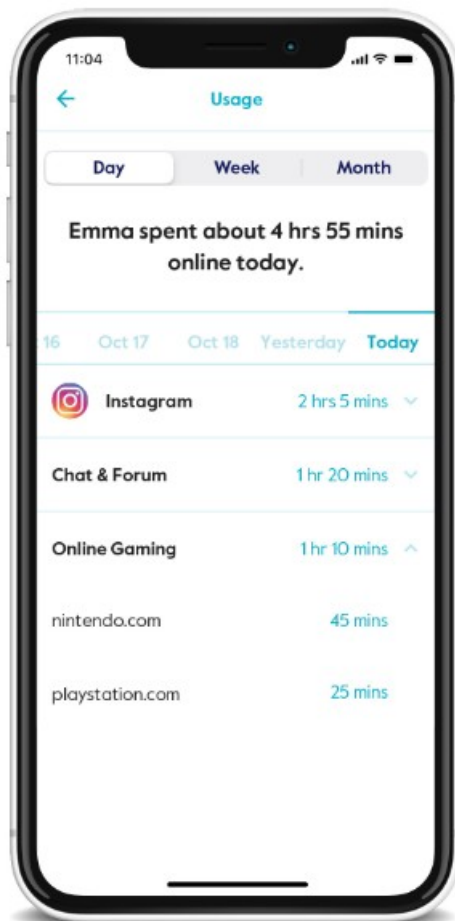 11:04
Usage
Day Week Month
Emma spent about 4 hrs 55 mins
online today.
16 Oct 17 Oct 18 Yesterday Today
Instagram 2 hrs 5 mins
Chat & Forum 1 hr 20 mins
Online Gaming 1 hr 10 mins
nintendo.com 45 mins
playstation.com 25 mins